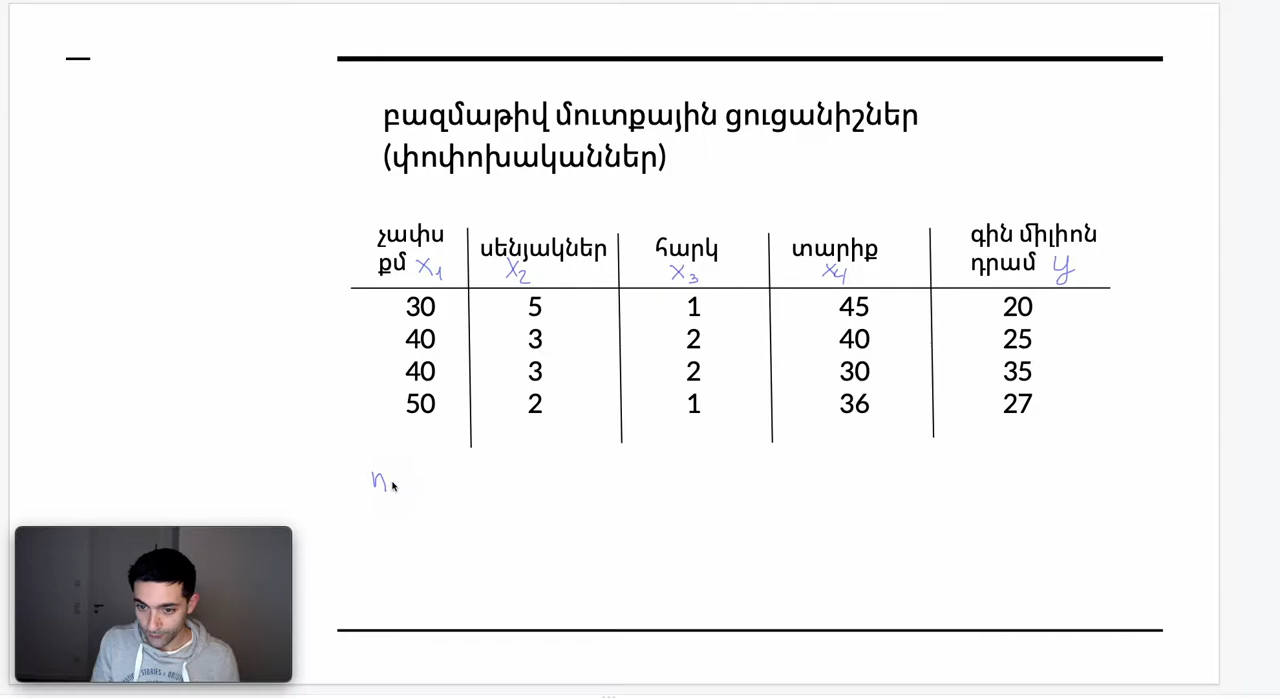 բազմաթիվ մուտքային ցուցանիշներ
(փոփոխականներ)
չափս
քմ x₁
սենյակներ
x₂
հարկ
x₃
տարիք
x₄
գին միլիոն
դրամ y
30 5 1 45 20
40 3 2 40 25
40 3 2 30 35
50 2 1 36 27
n